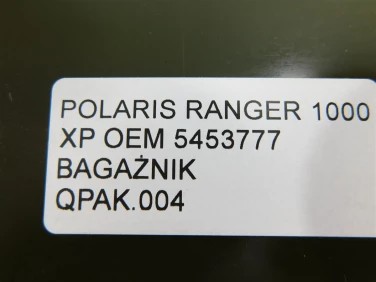 POLARIS RANGER 1000
XP OEM 5453777
BAGAŻNIK
QPAK.004